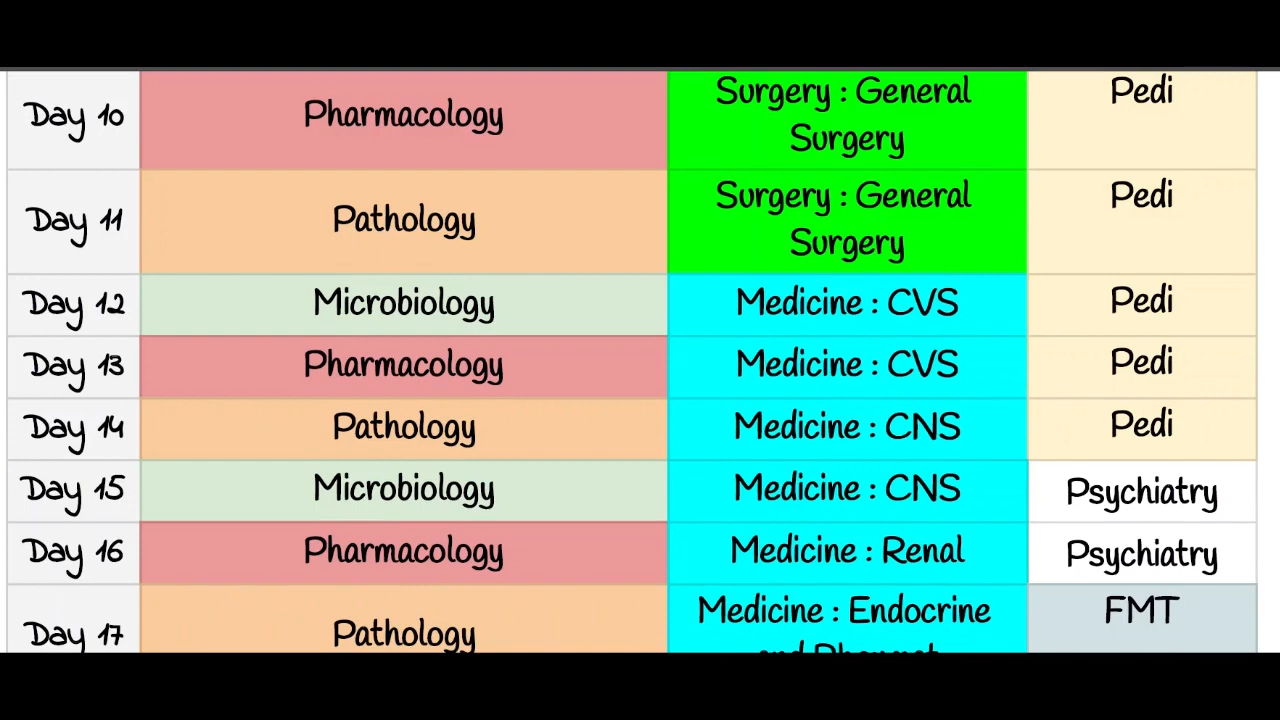 Day 10
Pharmacology
Surgery : General
Surgery
Pedi
Day 11
Pathology
Surgery : General
Surgery
Pedi
Day 12
Microbiology
Medicine : CVS
Pedi
Day 13
Pharmacology
Medicine : CVS
Pedi
Day 14
Pathology
Medicine : CNS
Pedi
Day 15
Microbiology
Medicine : CNS
Psychiatry
Day 16
Pharmacology
Medicine : Renal
Psychiatry
Day 17
Pathology
Medicine : Endocrine
and
FMT